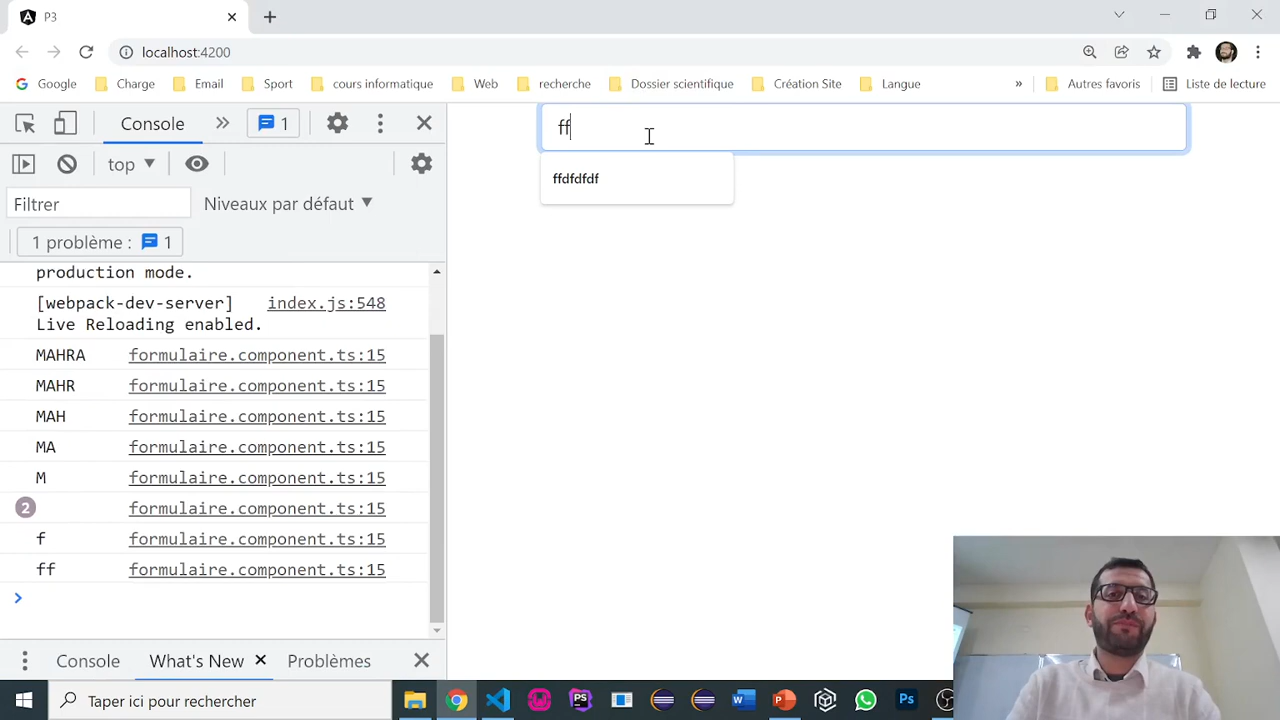 P3
localhost:4200
Google Charge Email Sport cours informatique Web recherche Dossier scientifique Création Site Langue » Autres favoris Liste de lecture
Console » 1
top
Filtrer Niveaux par défaut
1 problème : 1
production mode.
[webpack-dev-server] index.js:548
Live Reloading enabled.
MAHRA formulaire.component.ts:15
MAHR formulaire.component.ts:15
MAH formulaire.component.ts:15
MA formulaire.component.ts:15
M formulaire.component.ts:15
2 formulaire.component.ts:15
f formulaire.component.ts:15
ff formulaire.component.ts:15
>
Console What's New Problèmes
ff
ffdfdfdf
Taper ici pour rechercher